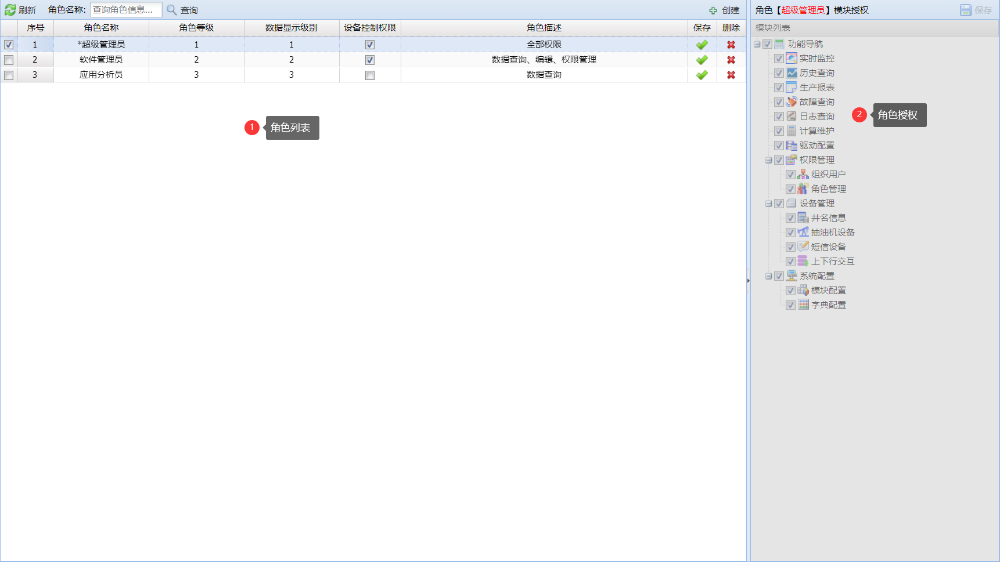 刷新 角色名称: 查询角色信息... 查询 创建
序号 角色名称 角色等级 数据显示级别 设备控制权限 角色描述 保存 删除
1 *超级管理员 1 1 全部权限
2 软件管理员 2 2 数据查询、编辑、权限管理
3 应用分析员 3 3 数据查询
1 角色列表
角色【超级管理员】模块授权 保存
模块列表
功能导航
实时监控
历史查询
生产报表
故障查询
日志查询
计算维护
驱动配置
权限管理
组织用户
角色管理
设备管理
井名信息
抽油机设备
短信设备
上下行交互
系统配置
模块配置
字典配置
2 角色授权